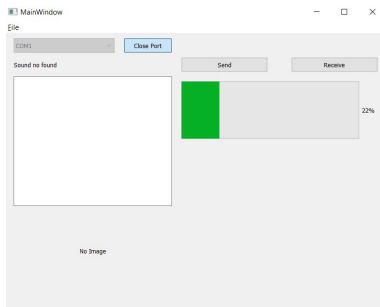 MainWindow
File
COM1
Close Port
Sound no found
Send
Receive
22%
No Image